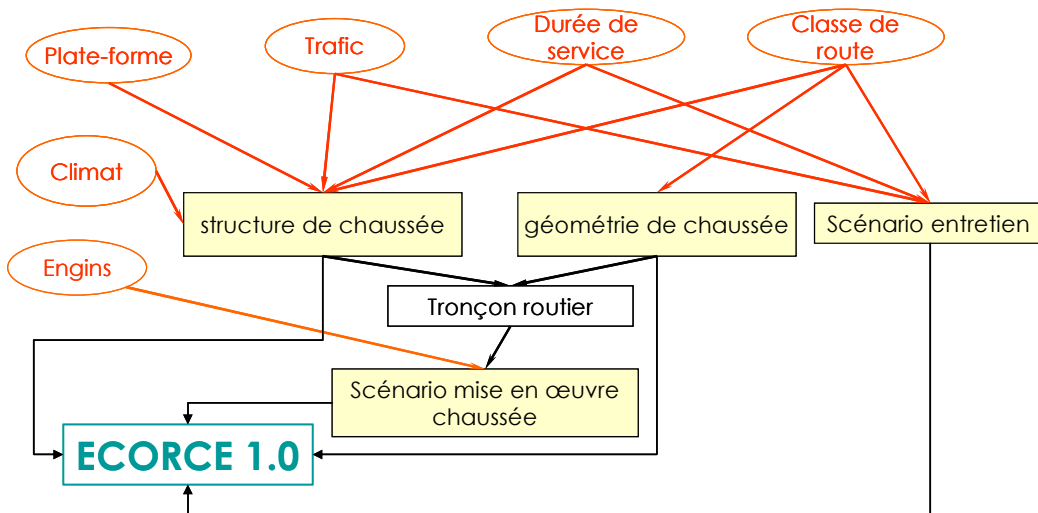 Plate-forme
Trafic
Durée de
service
Classe de
route
Climat
structure de chaussée
géométrie de chaussée
Scénario entretien
Engins
Tronçon routier
Scénario mise en œuvre
chaussée
ECORCE 1.0